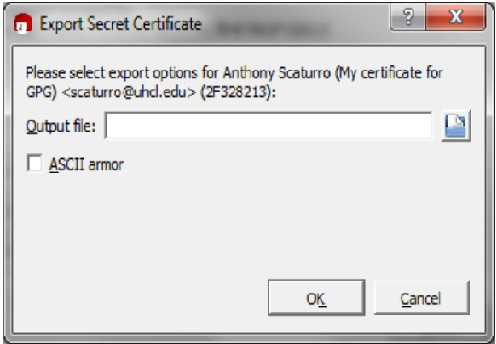 Export Secret Certificate
? X
Please select export options for Anthony Scaturro (My certificate for
GPG) <scaturro@uhcl.edu> (2F328213):
Output file:
ASCII armor
OK
Cancel